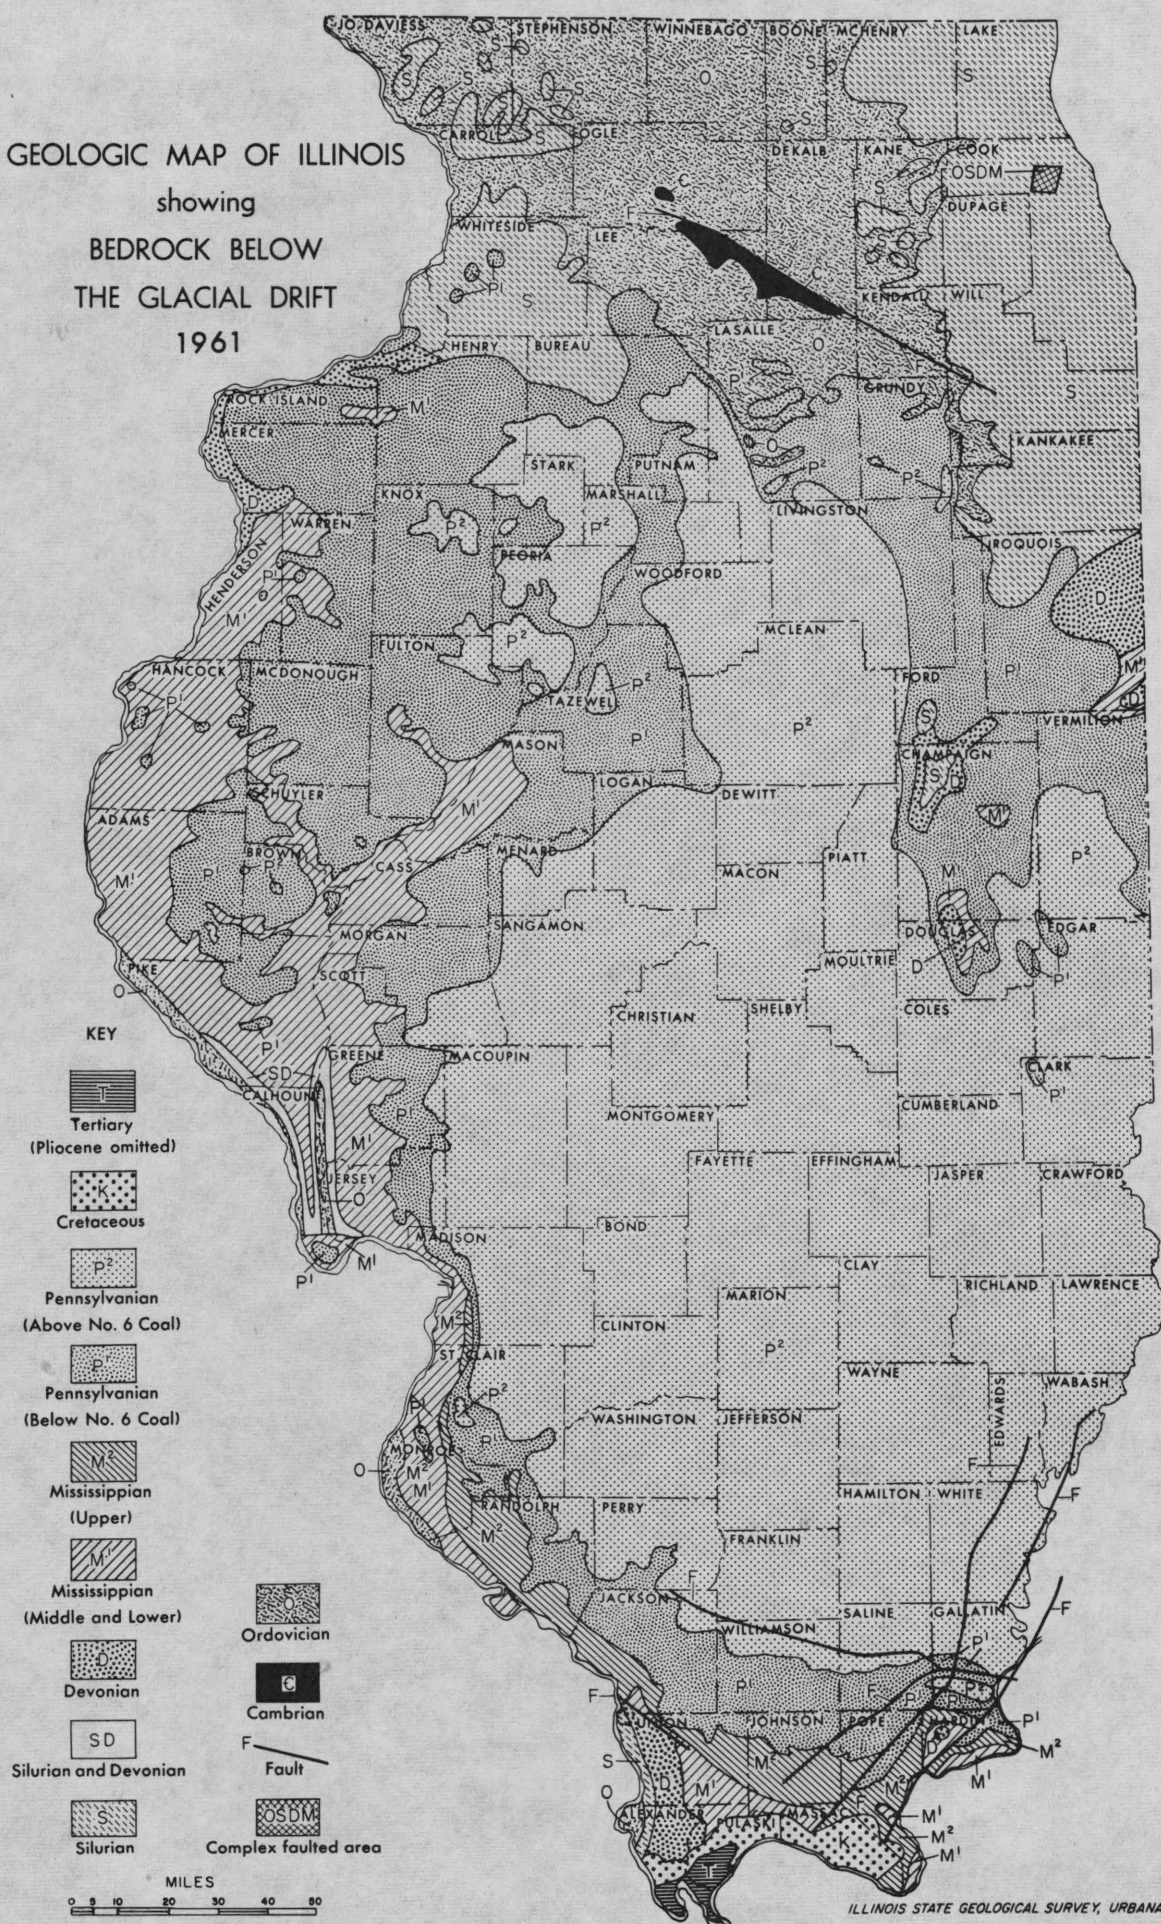 GEOLOGIC MAP OF ILLINOIS
showing
BEDROCK BELOW
THE GLACIAL DRIFT
1961
JO DAVIESS
STEPHENSON
WINNEBAGO
BOONE
MCHENRY
LAKE
CARROLL
OGLE
DEKALB
KANE
COOK
OSDM
DUPAGE
WHITESIDE
LEE
KENDALL
WILL
LASALLE
HENRY
BUREAU
GRUNDY
ROCK ISLAND
MERCER
KANKAKEE
STARK
PUTNAM
KNOX
MARSHALL
LIVINGSTON
WARREN
HENDERSON
PEORIA
IROQUOIS
WOODFORD
MCLEAN
FULTON
HANCOCK
MCDONOUGH
TAZEWELL
FORD
VERMILION
MASON
CHAMPAIGN
LOGAN
DEWITT
SCHUYLER
ADAMS
BROWN
MENARD
CASS
PIATT
MACON
MORGAN
SANGAMON
DOUGLAS
EDGAR
PIKE
SCOTT
MOULTRIE
CHRISTIAN
SHELBY
COLES
GREENE
MACOUPIN
CLARK
SD
CALHOUN
MONTGOMERY
CUMBERLAND
FAYETTE
EFFINGHAM
JASPER
CRAWFORD
JERSEY
BOND
MADISON
CLAY
RICHLAND
LAWRENCE
MARION
CLINTON
ST. CLAIR
WAYNE
EDWARDS
WABASH
WASHINGTON
JEFFERSON
MONROE
HAMILTON
WHITE
RANDOLPH
PERRY
FRANKLIN
JACKSON
WILLIAMSON
SALINE
GALLATIN
UNION
JOHNSON
POPE
HARDIN
ALEXANDER
PULASKI
MASSAC
KEY
T
Tertiary
(Pliocene omitted)
K
Cretaceous
P²
Pennsylvanian
(Above No. 6 Coal)
P¹
Pennsylvanian
(Below No. 6 Coal)
M²
Mississippian
(Upper)
M¹
Mississippian
(Middle and Lower)
D
Devonian
SD
Silurian and Devonian
S
Silurian
O
Ordovician
Є
Cambrian
F
Fault
OSDM
Complex faulted area
MILES
0 5 10 20 30 40 50
ILLINOIS STATE GEOLOGICAL SURVEY, URBANA